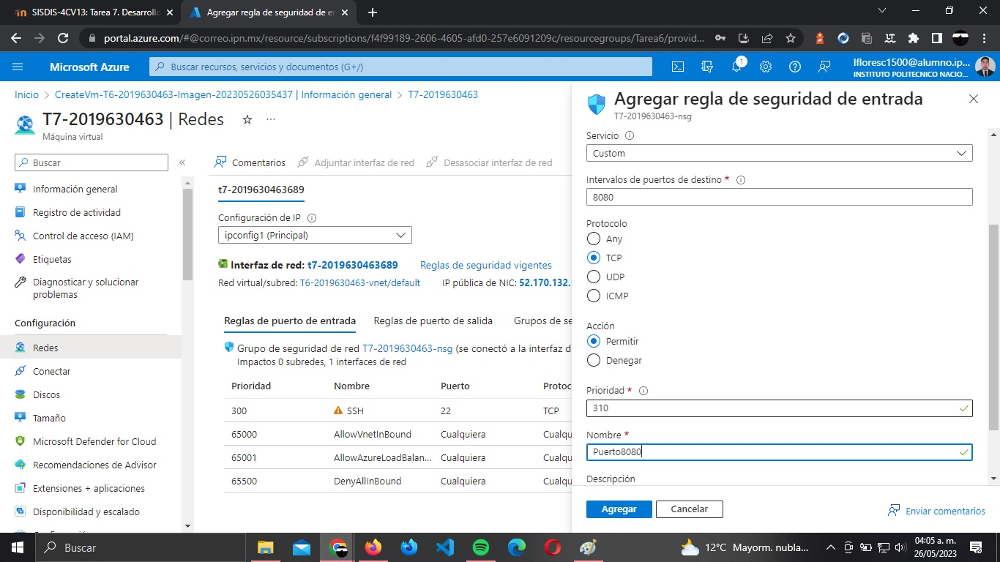 SISDIS-4CV13: Tarea 7. Desarrollo
Agregar regla de seguridad de en
portal.azure.com/#@correo.ipn.mx/resource/subscriptions/f4f99189-2606-4605-afd0-257e6091209c/resourcegroups/Tarea6/provid...
Microsoft Azure
Buscar recursos, servicios y documentos (G+/)
1
lfloresc1500@alumno.ip...
INSTITUTO POLITECNICO NACIO...
Inicio > CreateVm-T6-2019630463-Imagen-20230526035437 | Información general > T7-2019630463
T7-2019630463 | Redes
Máquina virtual
Buscar
Información general
Registro de actividad
Control de acceso (IAM)
Etiquetas
Diagnosticar y solucionar
problemas
Configuración
Redes
Conectar
Discos
Tamaño
Microsoft Defender for Cloud
Recomendaciones de Advisor
Extensiones + aplicaciones
Disponibilidad y escalado
Comentarios
Adjuntar interfaz de red
Desasociar interfaz de red
t7-2019630463689
Configuración de IP
ipconfig1 (Principal)
Interfaz de red: t7-2019630463689
Reglas de seguridad vigentes
Red virtual/subred: T6-2019630463-vnet/default
IP pública de NIC: 52.170.132.
Reglas de puerto de entrada
Reglas de puerto de salida
Grupos de se
Grupo de seguridad de red T7-2019630463-nsg (se conectó a la interfaz d
Impactos 0 subredes, 1 interfaces de red
Prioridad Nombre Puerto Protoc
300 SSH 22 TCP
65000 AllowVnetInBound Cualquiera Cualqu
65001 AllowAzureLoadBalan... Cualquiera Cualqu
65500 DenyAllInBound Cualquiera Cualqu
Agregar regla de seguridad de entrada
T7-2019630463-nsg
Servicio
Custom
Intervalos de puertos de destino *
8080
Protocolo
Any
TCP
UDP
ICMP
Acción
Permitir
Denegar
Prioridad *
310
Nombre *
Puerto8080
Descripción
Agregar
Cancelar
Enviar comentarios
Buscar
12°C Mayorm. nubla...
04:05 a. m.
26/05/2023